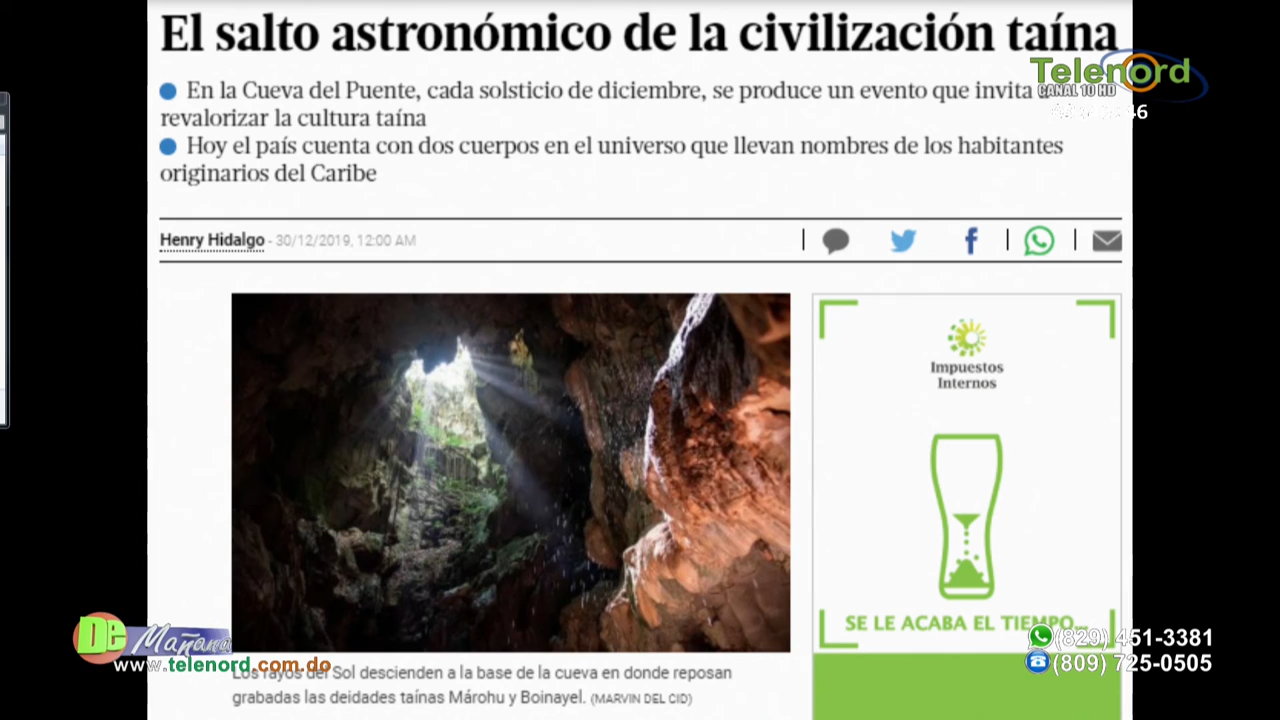 El salto astronómico de la civilización taína
Telenord
CANAL 10 HD
En la Cueva del Puente, cada solsticio de diciembre, se produce un evento que invita a
revalorizar la cultura taína
Hoy el país cuenta con dos cuerpos en el universo que llevan nombres de los habitantes
originarios del Caribe
Henry Hidalgo - 30/12/2019, 12:00 AM
Impuestos
Internos
SE LE ACABA EL TIEMPO...
De Mañana
www.telenord.com.do
(829) 451-3381
(809) 725-0505
Los rayos del Sol descienden a la base de la cueva en donde reposan
grabadas las deidades taínas Márohu y Boinayel. (MARVIN DEL CID)